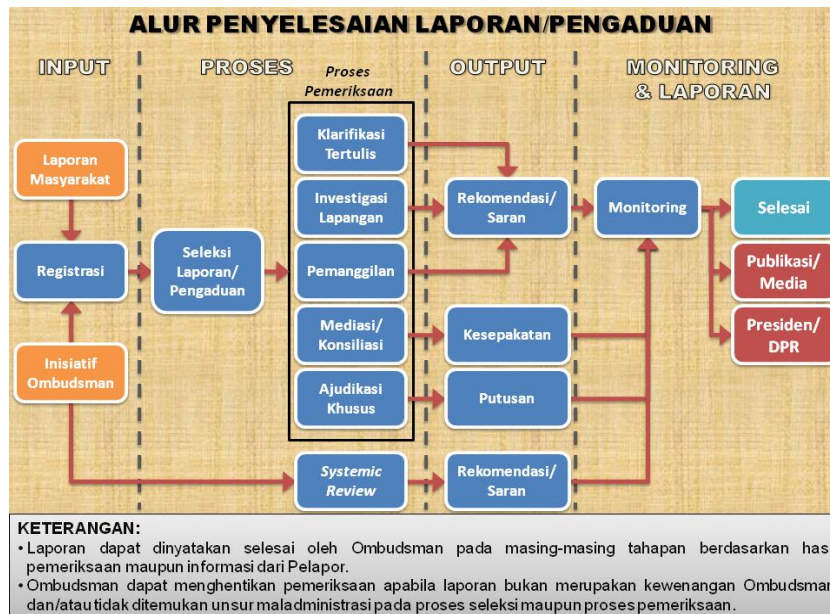 ALUR PENYELESAIAN LAPORAN/PENGADUAN
INPUT
PROSES
OUTPUT
MONITORING
& LAPORAN
Proses
Pemeriksaan
Laporan
Masyarakat
Registrasi
Inisiatif
Ombudsman
Seleksi
Laporan/
Pengaduan
Klarifikasi
Tertulis
Investigasi
Lapangan
Pemanggilan
Mediasi/
Konsiliasi
Ajudikasi
Khusus
Systemic
Review
Rekomendasi/
Saran
Kesepakatan
Putusan
Rekomendasi/
Saran
Monitoring
Selesai
Publikasi/
Media
Presiden/
DPR
KETERANGAN:
• Laporan dapat dinyatakan selesai oleh Ombudsman pada masing-masing tahapan berdasarkan has
pemeriksaan maupun informasi dari Pelapor.
• Ombudsman dapat menghentikan pemeriksaan apabila laporan bukan merupakan kewenangan Ombudsman
dan/atau tidak ditemukan unsur maladministrasi pada proses seleksi maupun proses pemeriksaan.